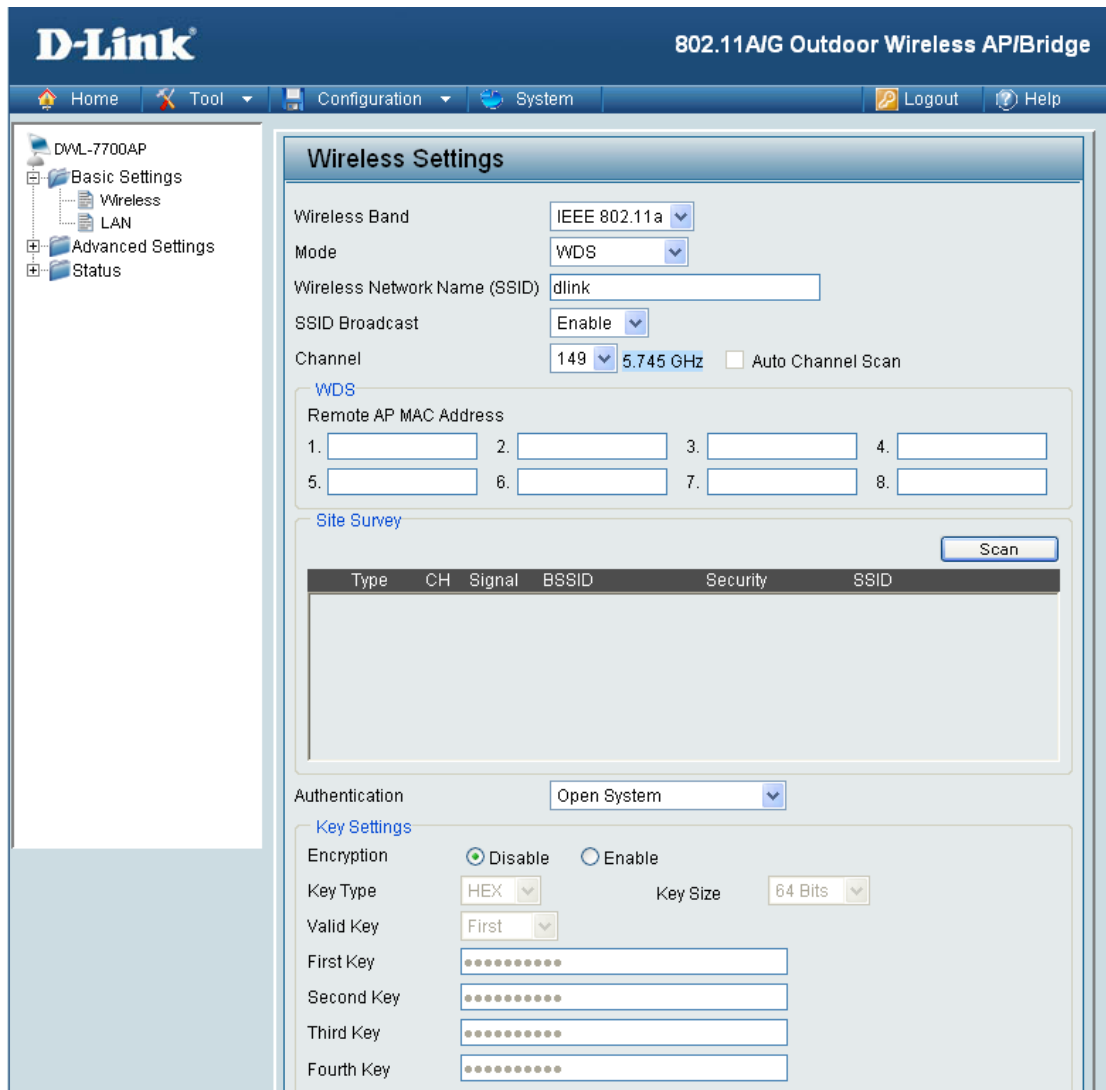 D-Link
802.11A/G Outdoor Wireless AP/Bridge
Home Tool Configuration System Logout Help
DWL-7700AP
Basic Settings
Wireless
LAN
Advanced Settings
Status
Wireless Settings
Wireless Band IEEE 802.11a
Mode WDS
Wireless Network Name (SSID) dlink
SSID Broadcast Enable
Channel 149 5.745 GHz Auto Channel Scan
WDS
Remote AP MAC Address
1. 2. 3. 4.
5. 6. 7. 8.
Site Survey
Scan
Type CH Signal BSSID Security SSID
Authentication Open System
Key Settings
Encryption Disable Enable
Key Type HEX Key Size 64 Bits
Valid Key First
First Key ●●●●●●●●●●
Second Key ●●●●●●●●●●
Third Key ●●●●●●●●●●
Fourth Key ●●●●●●●●●●